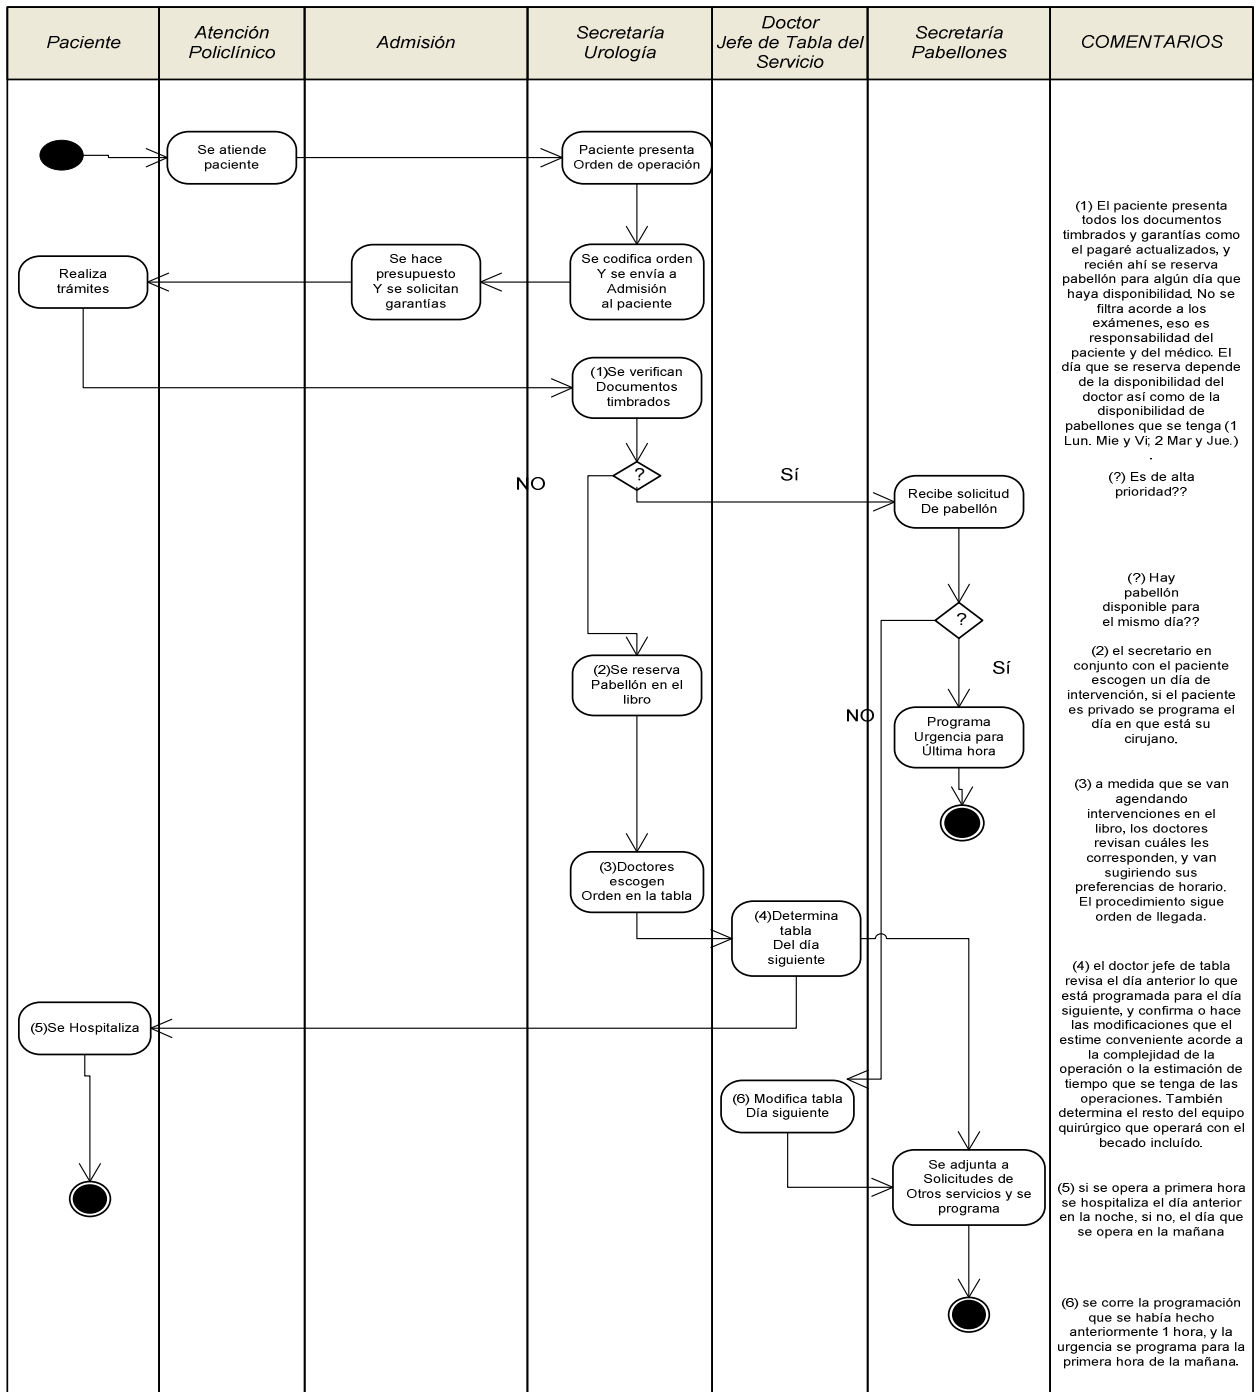 Paciente
Atención
Policlínico
Admisión
Secretaría
Urología
Doctor
Jefe de Tabla del
Servicio
Secretaría
Pabellones
COMENTARIOS
Se atiende
paciente
Paciente presenta
Orden de operación
Realiza
trámites
Se hace
presupuesto
Y se solicitan
garantías
Se codifica orden
Y se envía a
Admisión
al paciente
(1)Se verifican
Documentos
timbrados
?
NO
Sí
Recibe solicitud
De pabellón
?
Sí
NO
(2)Se reserva
Pabellón en el
libro
Programa
Urgencia para
Última hora
(3)Doctores
escogen
Orden en la tabla
(4)Determina
tabla
Del día
siguiente
(5)Se Hospitaliza
(6) Modifica tabla
Día siguiente
Se adjunta a
Solicitudes de
Otros servicios y se
programa
(1) El paciente presenta
todos los documentos
timbrados y garantías como
el pagaré actualizados, y
recién ahí se reserva
pabellón para algún día que
haya disponibilidad. No se
filtra acorde a los
exámenes, eso es
responsabilidad del
paciente y del médico. El
día que se reserva depende
de la disponibilidad del
doctor así como de la
disponibilidad de
pabellones que se tenga (1
Lun. Mie y Vi; 2 Mar y Jue.)
.
(?) Es de alta
prioridad??
(?) Hay
pabellón
disponible para
el mismo día??
(2) el secretario en
conjunto con el paciente
escogen un día de
intervención, si el paciente
es privado se programa el
día en que está su
cirujano.
(3) a medida que se van
agendando
intervenciones en el
libro, los doctores
revisan cuáles les
corresponden, y van
sugiriendo sus
preferencias de horario.
El procedimiento sigue
orden de llegada.
(4) el doctor jefe de tabla
revisa el día anterior lo que
está programada para el día
siguiente, y confirma o hace
las modificaciones que el
estime conveniente acorde a
la complejidad de la
operación o la estimación de
tiempo que se tenga de las
operaciones. También
determina el resto del equipo
quirúrgico que operará con el
becado incluído.
(5) si se opera a primera hora
se hospitaliza el día anterior
en la noche, si no, el día que
se opera en la mañana
(6) se corre la programación
que se había hecho
anteriormente 1 hora, y la
urgencia se programa para la
primera hora de la mañana.